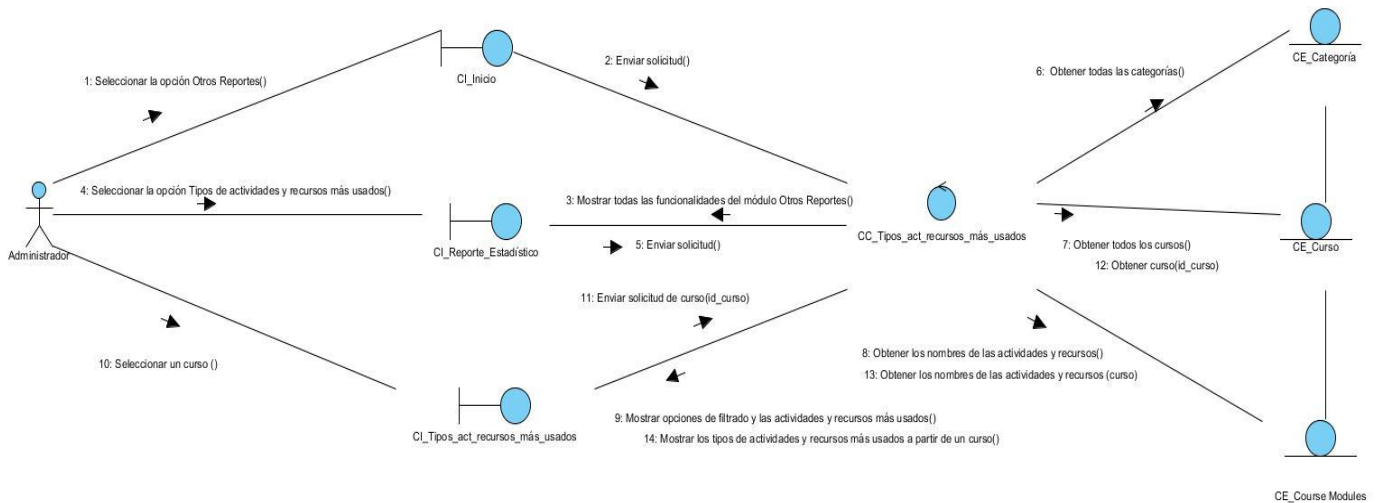 CE_Categoría
2: Enviar solicitud()
6: Obtener todas las categorías()
1: Seleccionar la opción Otros Reportes()
CI_Inicio
4: Seleccionar la opción Tipos de actividades y recursos más usados()
3: Mostrar todas las funcionalidades del módulo Otros Reportes()
CC_Tipos_act_recursos_más_usados
5: Enviar solicitud()
7: Obtener todos los cursos()
CE_Curso
Administrador
CI_Reporte_Estadístico
12: Obtener curso(id_curso)
11: Enviar solicitud de curso(id_curso)
10: Seleccionar un curso ()
8: Obtener los nombres de las actividades y recursos()
13: Obtener los nombres de las actividades y recursos (curso)
9: Mostrar opciones de filtrado y las actividades y recursos más usados()
CI_Tipos_act_recursos_más_usados
14: Mostrar los tipos de actividades y recursos más usados a partir de un curso()
CE_Course Modules